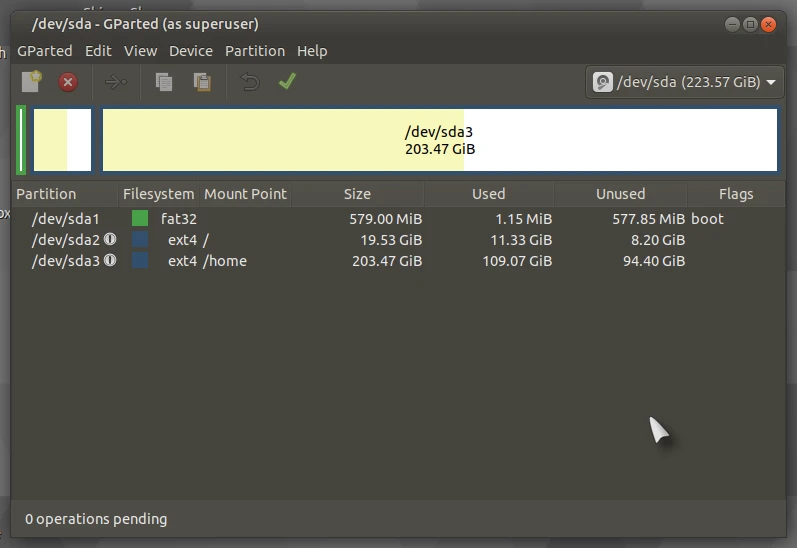 /dev/sda - GParted (as superuser)
GParted Edit View Device Partition Help
/dev/sda (223.57 GiB)
/dev/sda3
203.47 GiB
Partition Filesystem Mount Point Size Used Unused Flags
/dev/sda1 fat32 579.00 MiB 1.15 MiB 577.85 MiB boot
/dev/sda2 ext4 / 19.53 GiB 11.33 GiB 8.20 GiB
/dev/sda3 ext4 /home 203.47 GiB 109.07 GiB 94.40 GiB
0 operations pending